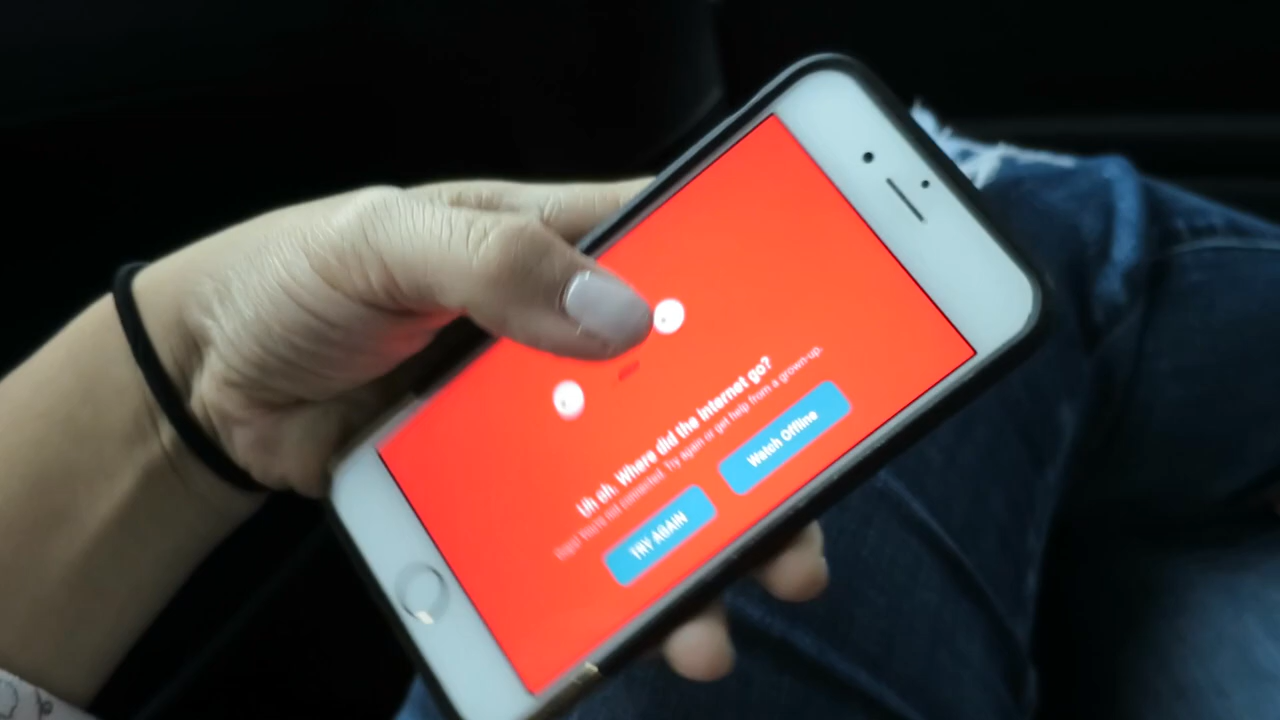 Uh oh. Where did the internet go?
Oops! You're not connected. Try again or get help from a grown-up.
TRY AGAIN
Watch Offline